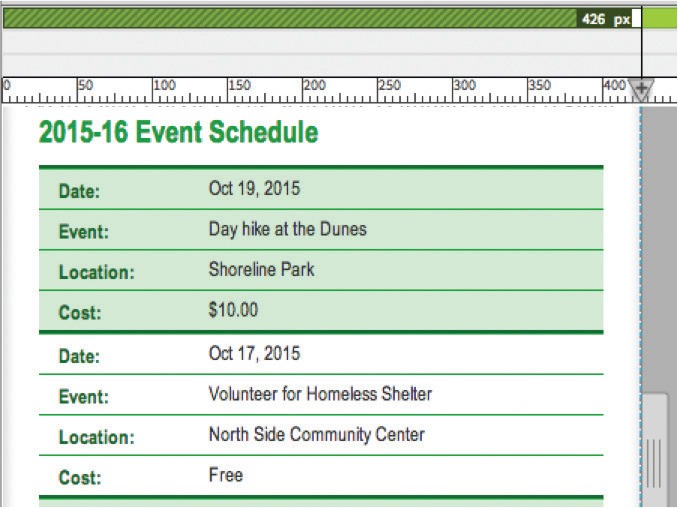 426 px
0 50 100 150 200 250 300 350 400
2015-16 Event Schedule
Date: Oct 19, 2015
Event: Day hike at the Dunes
Location: Shoreline Park
Cost: $10.00
Date: Oct 17, 2015
Event: Volunteer for Homeless Shelter
Location: North Side Community Center
Cost: Free